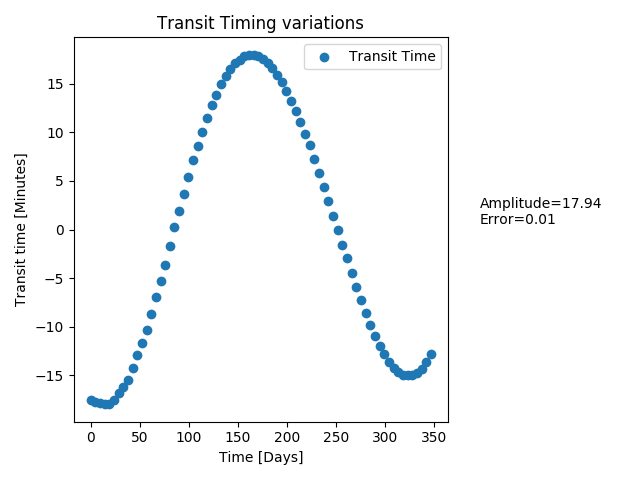 Transit Timing variations
Transit Time
15
10
5
0
−5
−10
−15
Transit time [Minutes]
0 50 100 150 200 250 300 350
Time [Days]
Amplitude=17.94
Error=0.01